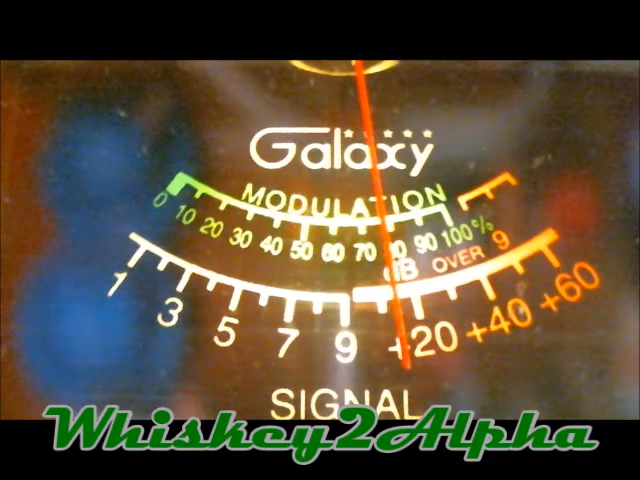 Galaxy
MODULATION
0 10 20 30 40 50 60 70 80 90 100%
dB OVER 9
1 3 5 7 9 +20 +40 +60
SIGNAL
Whiskey2Alpha